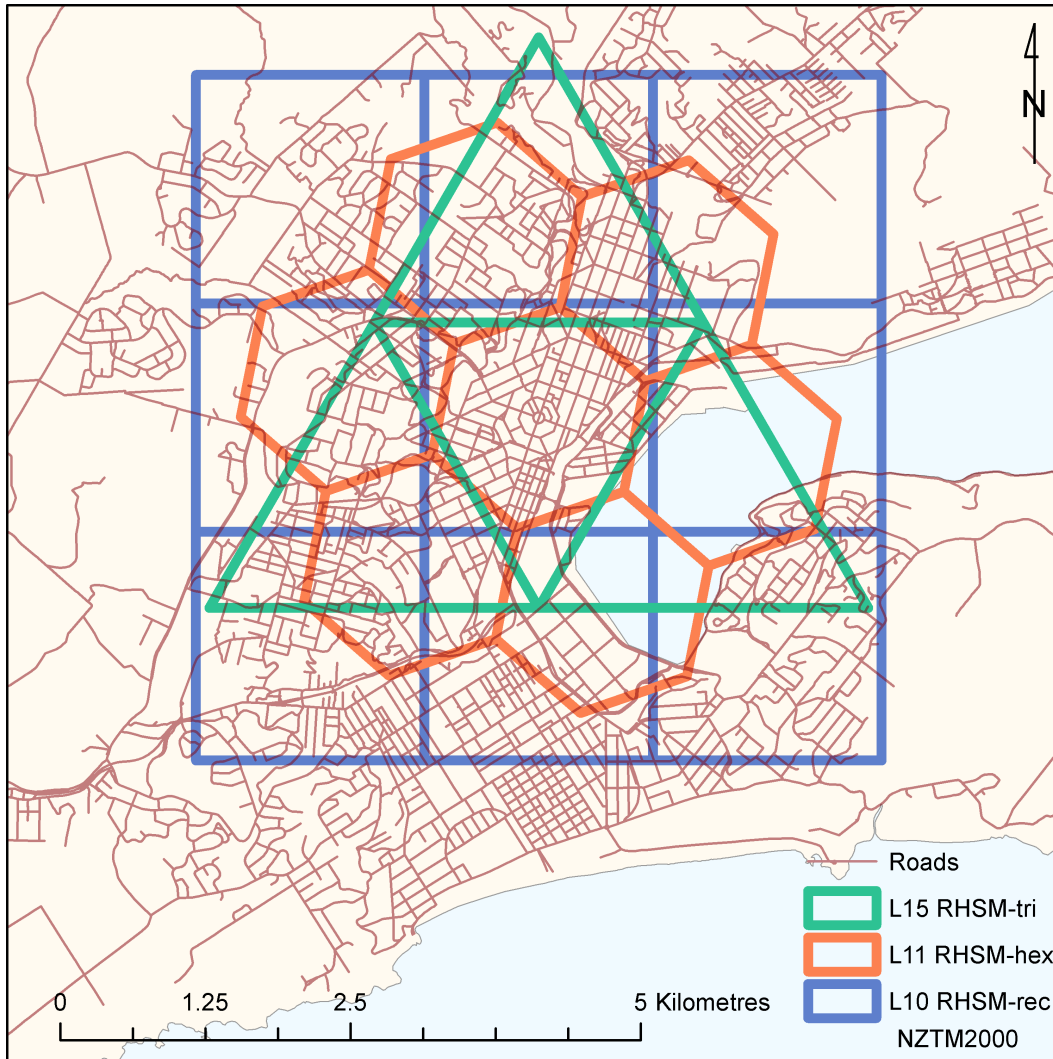 N
Roads
L15 RHSM-tri
L11 RHSM-hex
L10 RHSM-rec
0 1.25 2.5 5 Kilometres
NZTM2000